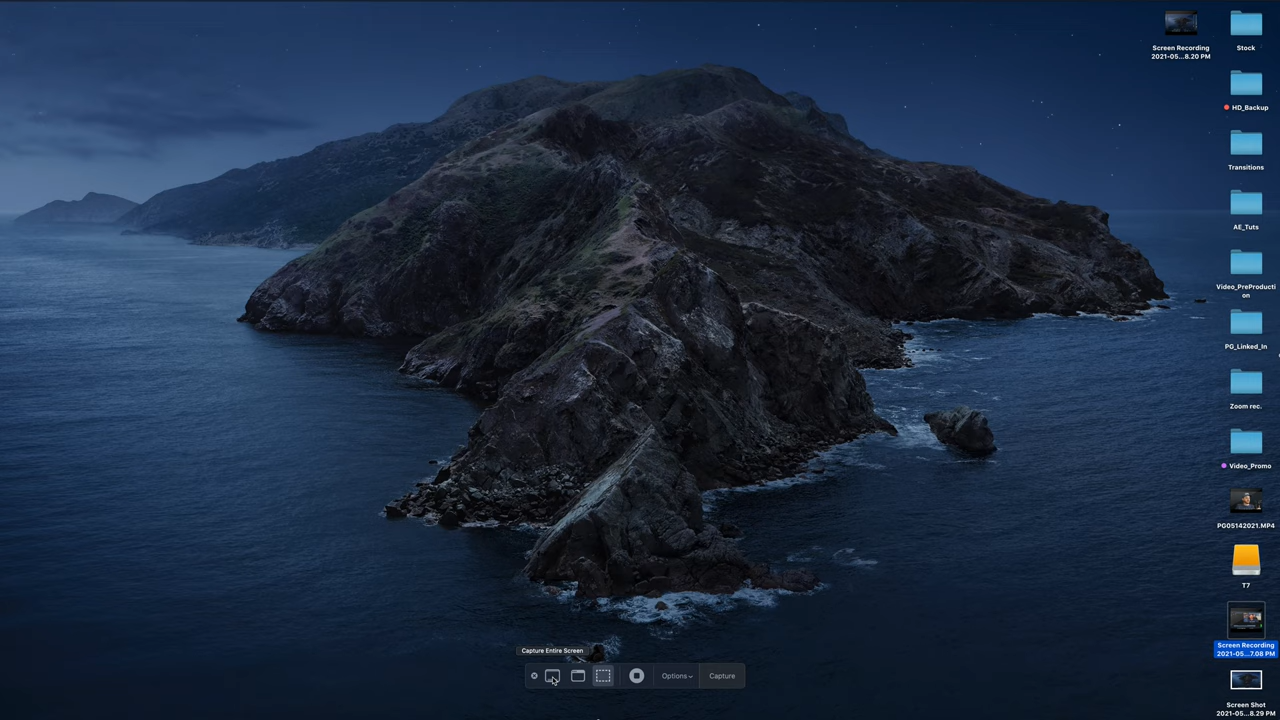 Screen Recording
2021-05...8.20 PM
Stock
HD_Backup
Transitions
AE_Tuts
Video_PreProducti
on
PG_Linked_In
Zoom rec.
Video_Promo
PG05142021.MP4
T7
Screen Recording
2021-05...7.08 PM
Screen Shot
2021-05...8.29 PM
Capture Entire Screen
Options
Capture